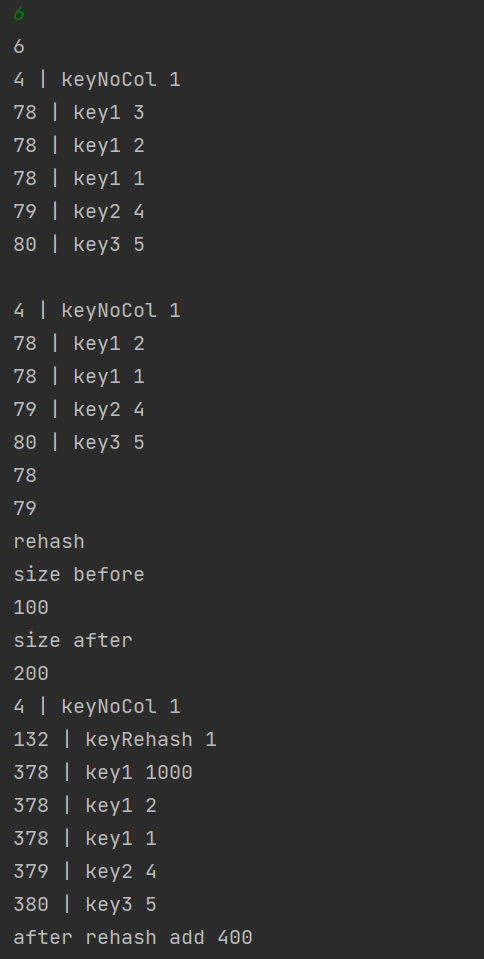 6
6
4 | keyNoCol 1
78 | key1 3
78 | key1 2
78 | key1 1
79 | key2 4
80 | key3 5
4 | keyNoCol 1
78 | key1 2
78 | key1 1
79 | key2 4
80 | key3 5
78
79
rehash
size before
100
size after
200
4 | keyNoCol 1
132 | keyRehash 1
378 | key1 1000
378 | key1 2
378 | key1 1
379 | key2 4
380 | key3 5
after rehash add 400